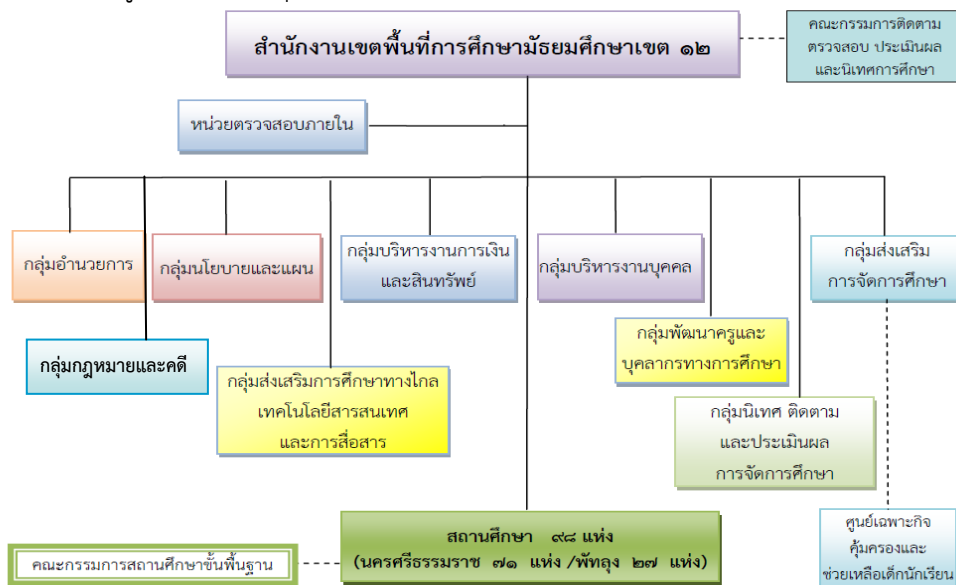 สำนักงานเขตพื้นที่การศึกษามัธยมศึกษาเขต ๑๒
คณะกรรมการติดตาม
ตรวจสอบ ประเมินผล
และนิเทศการศึกษา
หน่วยตรวจสอบภายใน
กลุ่มอำนวยการ
กลุ่มนโยบายและแผน
กลุ่มบริหารงานการเงิน
และสินทรัพย์
กลุ่มบริหารงานบุคคล
กลุ่มส่งเสริม
การจัดการศึกษา
กลุ่มกฎหมายและคดี
กลุ่มส่งเสริมการศึกษาทางไกล
เทคโนโลยีสารสนเทศ
และการสื่อสาร
กลุ่มพัฒนาครูและ
บุคลากรทางการศึกษา
กลุ่มนิเทศ ติดตาม
และประเมินผล
การจัดการศึกษา
คณะกรรมการสถานศึกษาขั้นพื้นฐาน
สถานศึกษา ๙๘ แห่ง
(นครศรีธรรมราช ๗๑ แห่ง /พัทลุง ๒๗ แห่ง)
ศูนย์เฉพาะกิจ
คุ้มครองและ
ช่วยเหลือเด็กนักเรียน